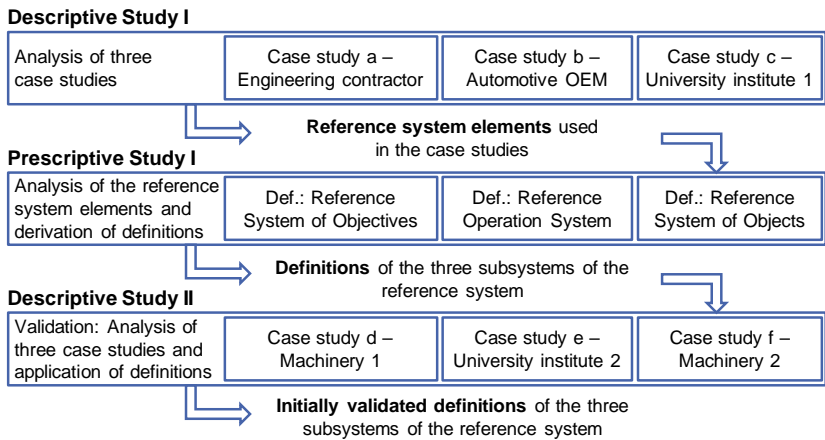 Descriptive Study I
Analysis of three
case studies
Case study a –
Engineering contractor
Case study b –
Automotive OEM
Case study c –
University institute 1
Reference system elements used
in the case studies
Prescriptive Study I
Analysis of the reference
system elements and
derivation of definitions
Def.: Reference
System of Objectives
Def.: Reference
Operation System
Def.: Reference
System of Objects
Definitions of the three subsystems of the
reference system
Descriptive Study II
Validation: Analysis of
three case studies and
application of definitions
Case study d –
Machinery 1
Case study e –
University institute 2
Case study f –
Machinery 2
Initially validated definitions of the three
subsystems of the reference system